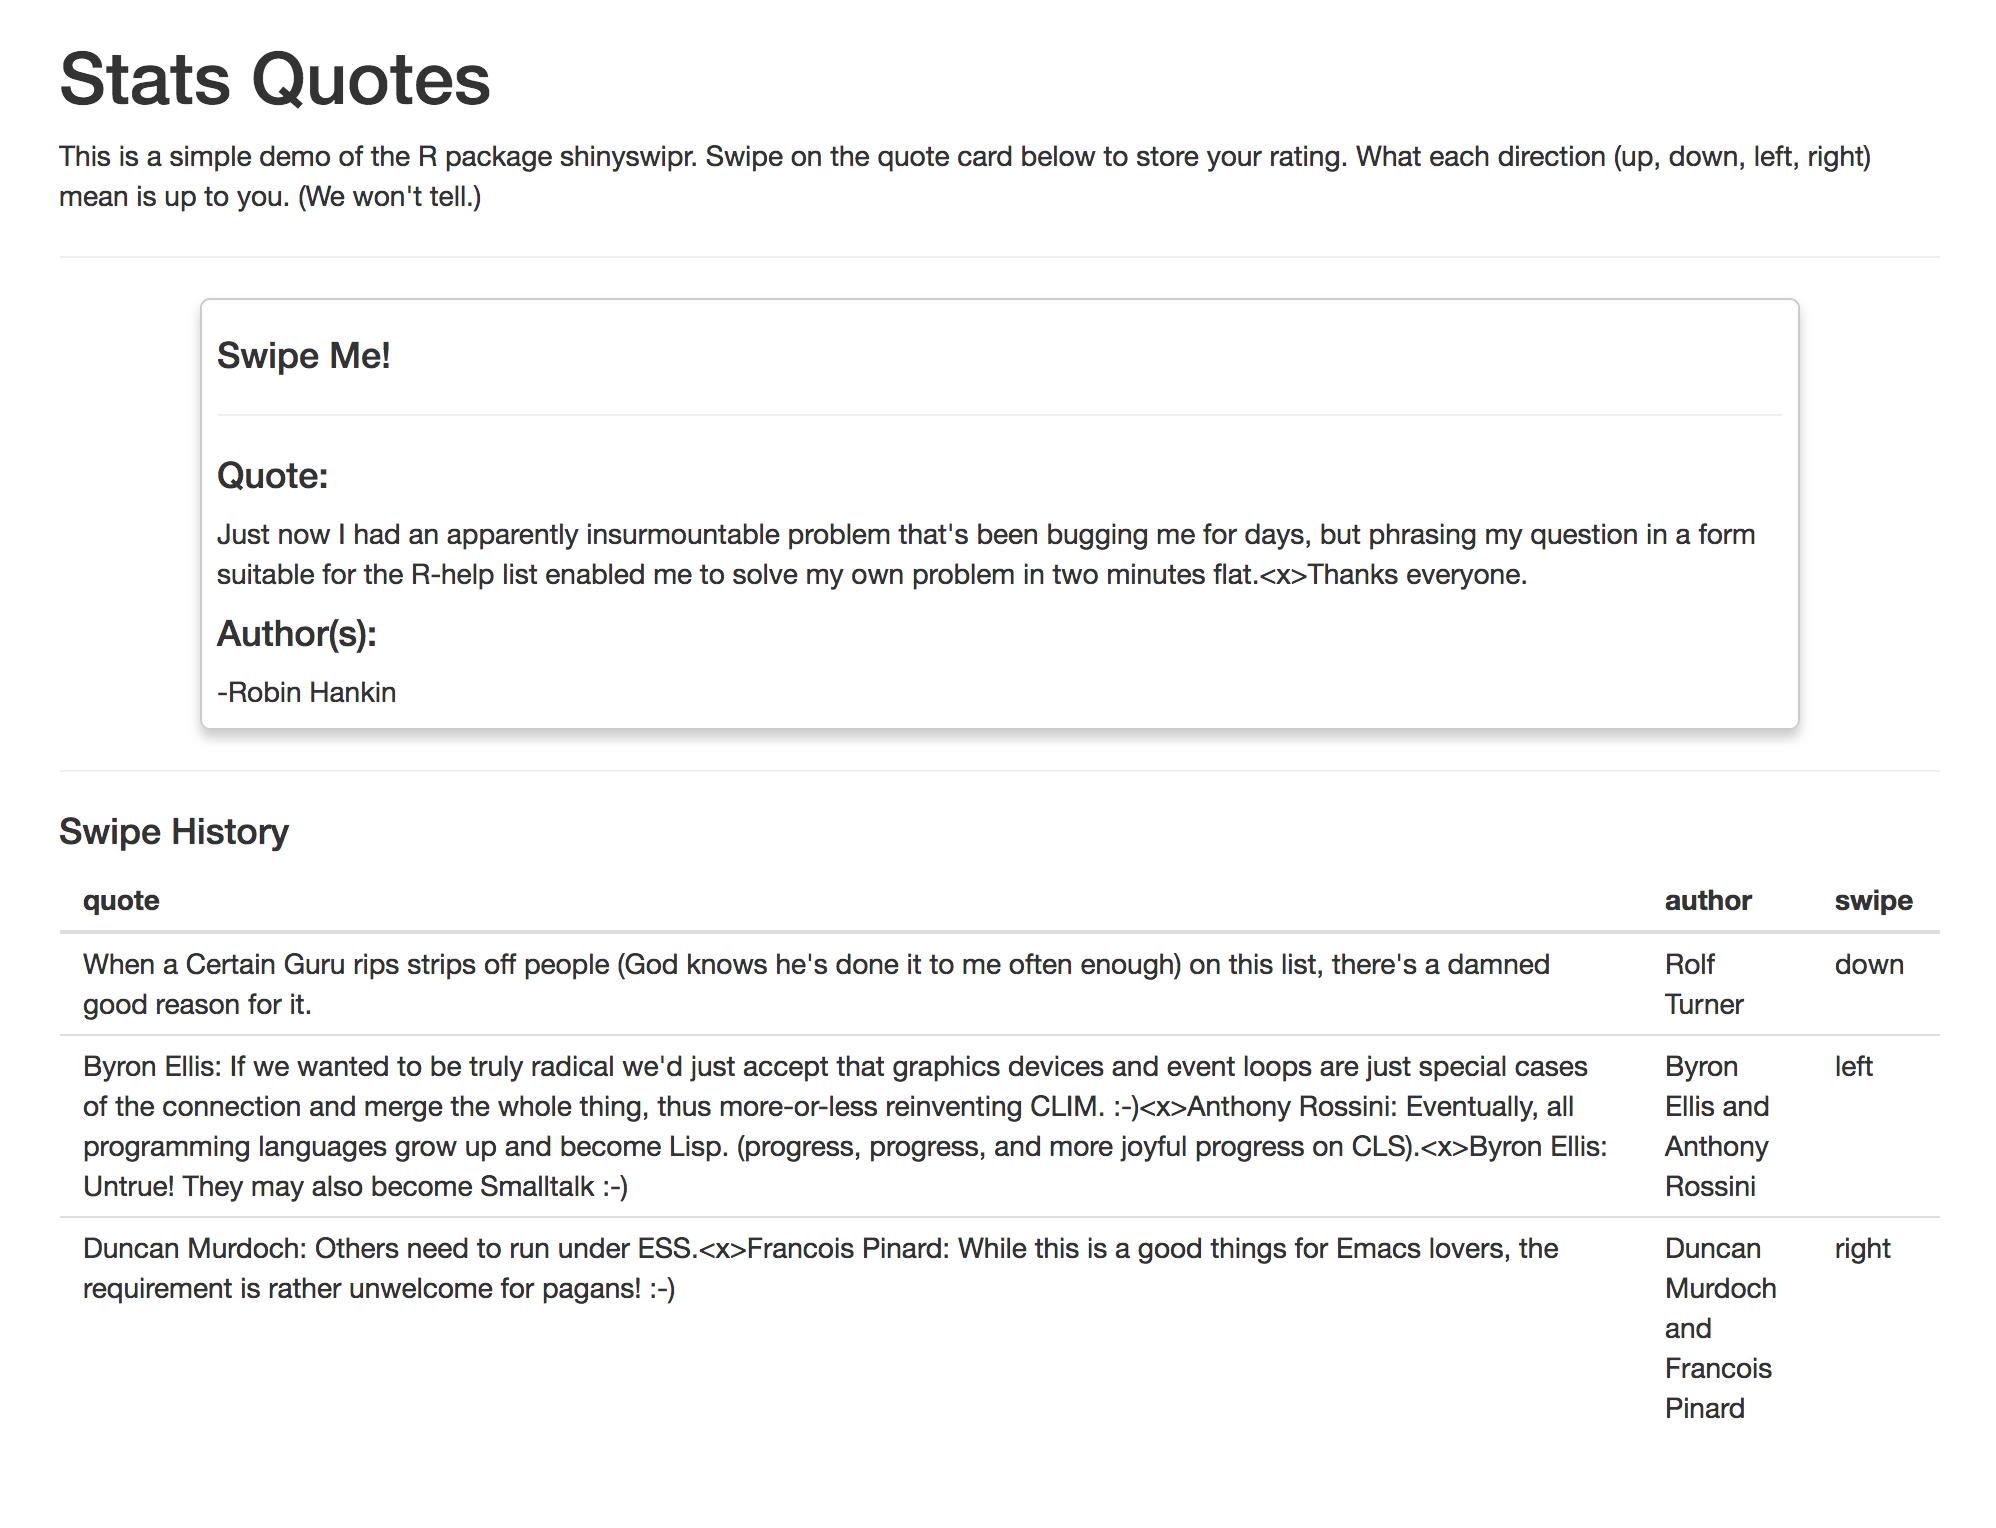 Stats Quotes
This is a simple demo of the R package shinyswipr. Swipe on the quote card below to store your rating. What each direction (up, down, left, right)
mean is up to you. (We won't tell.)
Swipe Me!
Quote:
Just now I had an apparently insurmountable problem that's been bugging me for days, but phrasing my question in a form
suitable for the R-help list enabled me to solve my own problem in two minutes flat.<x>Thanks everyone.
Author(s):
-Robin Hankin
Swipe History
quote author swipe
When a Certain Guru rips strips off people (God knows he's done it to me often enough) on this list, there's a damned
good reason for it.
Rolf
Turner
down
Byron Ellis: If we wanted to be truly radical we'd just accept that graphics devices and event loops are just special cases
of the connection and merge the whole thing, thus more-or-less reinventing CLIM. :-)<x>Anthony Rossini: Eventually, all
programming languages grow up and become Lisp. (progress, progress, and more joyful progress on CLS).<x>Byron Ellis:
Untrue! They may also become Smalltalk :-)
Byron
Ellis and
Anthony
Rossini
left
Duncan Murdoch: Others need to run under ESS.<x>Francois Pinard: While this is a good things for Emacs lovers, the
requirement is rather unwelcome for pagans! :-)
Duncan
Murdoch
and
Francois
Pinard
right